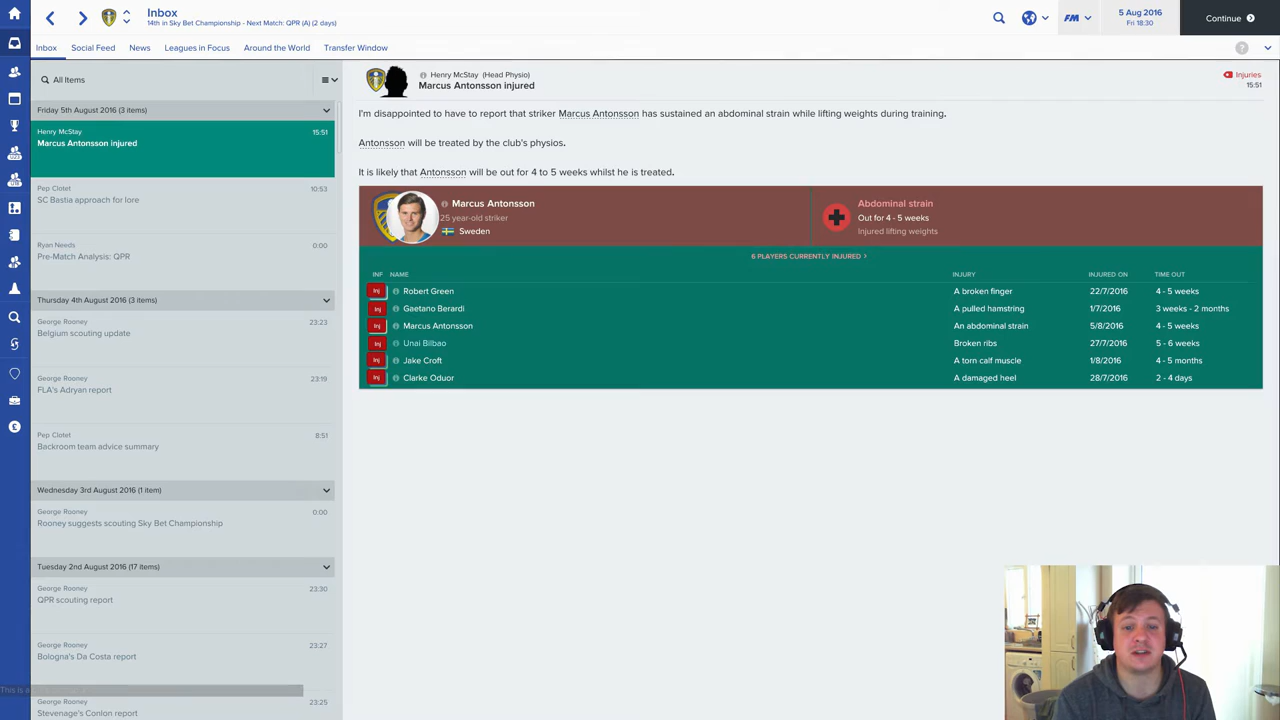 Inbox
14th in Sky Bet Championship - Next Match: QPR (A) (2 days)
FM
5 Aug 2016
Fri 18:30
Continue
Inbox
Social Feed
News
Leagues in Focus
Around the World
Transfer Window
?
All Items
Friday 5th August 2016 (3 items)
Henry McStay 15:51
Marcus Antonsson injured
Pep Clotet 10:53
SC Bastia approach for lore
Ryan Needs 0:00
Pre-Match Analysis: QPR
Thursday 4th August 2016 (3 items)
George Rooney 23:23
Belgium scouting update
George Rooney 23:19
FLA's Adryan report
Pep Clotet 8:51
Backroom team advice summary
Wednesday 3rd August 2016 (1 item)
George Rooney 0:00
Rooney suggests scouting Sky Bet Championship
Tuesday 2nd August 2016 (17 items)
George Rooney 23:30
QPR scouting report
George Rooney 23:27
Bologna's Da Costa report
This is a
George Rooney 23:25
Stevenage's Conlon report
Henry McStay (Head Physio)
Marcus Antonsson injured
Injuries
15:51
I'm disappointed to have to report that striker Marcus Antonsson has sustained an abdominal strain while lifting weights during training.
Antonsson will be treated by the club's physios.
It is likely that Antonsson will be out for 4 to 5 weeks whilst he is treated.
Marcus Antonsson
25 year-old striker
Sweden
Abdominal strain
Out for 4 - 5 weeks
Injured lifting weights
6 PLAYERS CURRENTLY INJURED
INF NAME INJURY INJURED ON TIME OUT
Inj Robert Green A broken finger 22/7/2016 4 - 5 weeks
Inj Gaetano Berardi A pulled hamstring 1/7/2016 3 weeks - 2 months
Inj Marcus Antonsson An abdominal strain 5/8/2016 4 - 5 weeks
Inj Unai Bilbao Broken ribs 27/7/2016 5 - 6 weeks
Inj Jake Croft A torn calf muscle 1/8/2016 4 - 5 months
Inj Clarke Oduor A damaged heel 28/7/2016 2 - 4 days